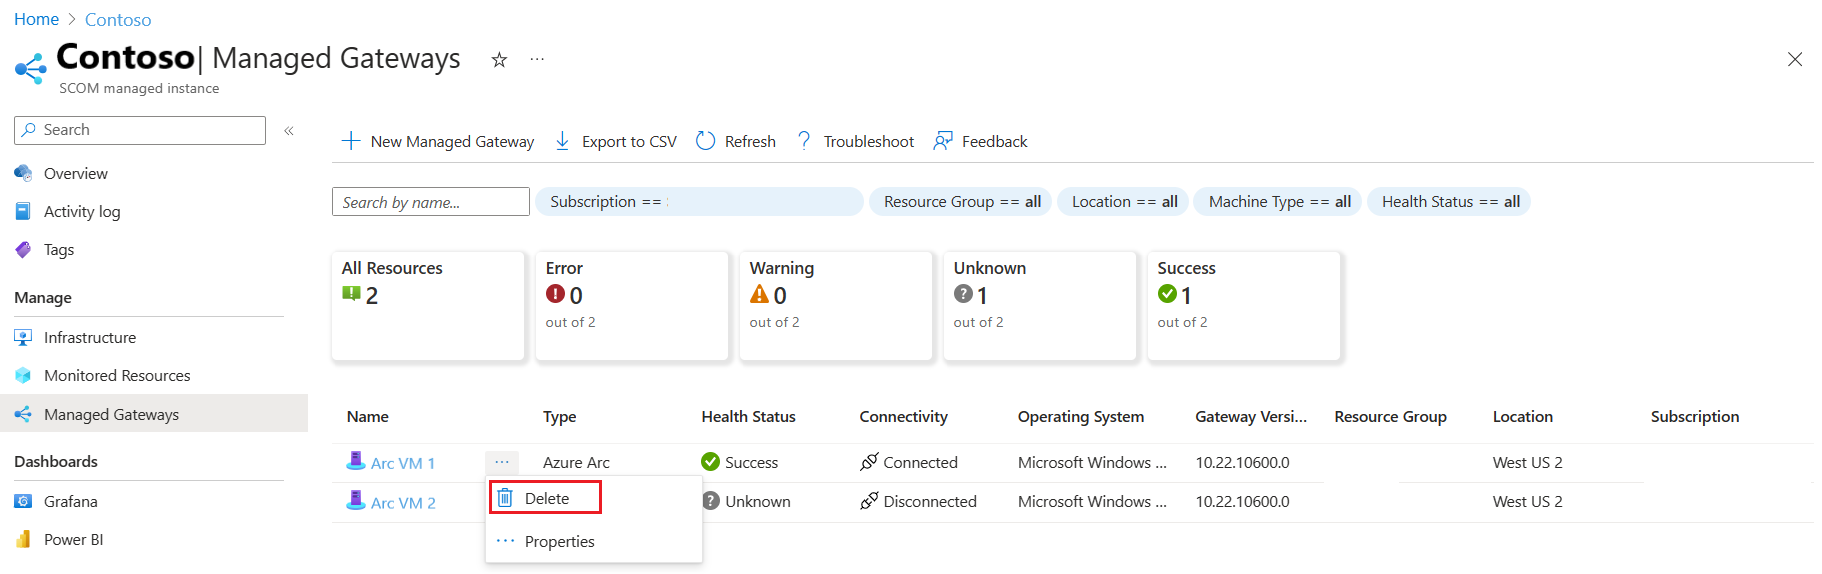 Home > Contoso
Contoso | Managed Gateways
SCOM managed instance
Search
Overview
Activity log
Tags
Manage
Infrastructure
Monitored Resources
Managed Gateways
Dashboards
Grafana
Power BI
New Managed Gateway Export to CSV Refresh Troubleshoot Feedback
Search by name... Subscription == Resource Group == all Location == all Machine Type == all Health Status == all
All Resources
2
Error
0
out of 2
Warning
0
out of 2
Unknown
1
out of 2
Success
1
out of 2
Name Type Health Status Connectivity Operating System Gateway Versi... Resource Group Location Subscription
Arc VM 1 ... Azure Arc Success Connected Microsoft Windows ... 10.22.10600.0 West US 2
Arc VM 2 Unknown Disconnected Microsoft Windows ... 10.22.10600.0 West US 2
Delete
... Properties